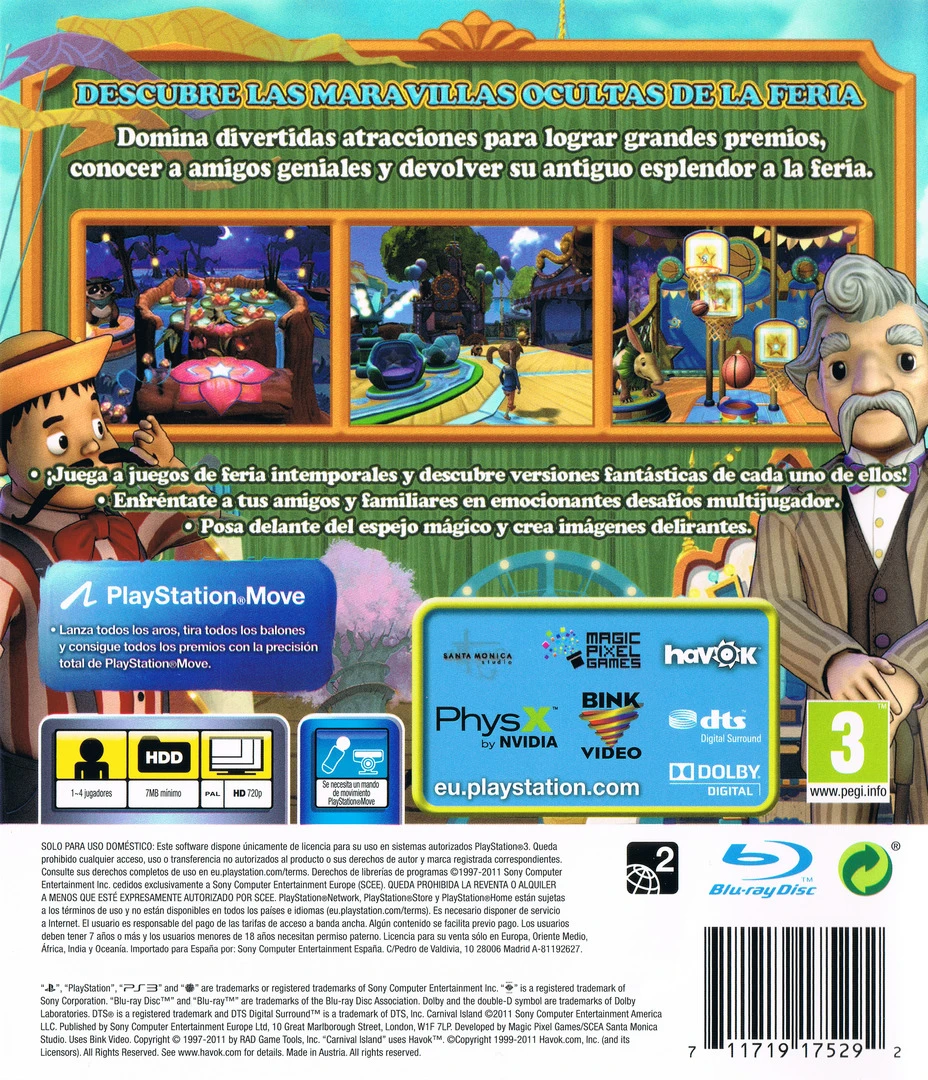 DESCUBRE LAS MARAVILLAS OCULTAS DE LA FERIA
Domina divertidas atracciones para lograr grandes premios,
conocer a amigos geniales y devolver su antiguo esplendor a la feria.
• ¡Juega a juegos de feria intemporales y descubre versiones fantásticas de cada uno de ellos!
• Enfréntate a tus amigos y familiares en emocionantes desafíos multijugador.
• Posa delante del espejo mágico y crea imágenes delirantes.
PlayStation®Move
• Lanza todos los aros, tira todos los balones
y consigue todos los premios con la precisión
total de PlayStation®Move.
SANTA MONICA
studio
MAGIC
PIXEL
GAMES
havok™
PhysX™
by NVIDIA
BINK
VIDEO
dts™
Digital Surround
DOLBY
DIGITAL
eu.playstation.com
3™
www.pegi.info
HDD
1-4 jugadores
7MB mínimo
PAL
HD 720p
Se necesita un mando
de movimiento
PlayStation®Move
SOLO PARA USO DOMÉSTICO: Este software dispone únicamente de licencia para su uso en sistemas autorizados PlayStation®3. Queda
prohibido cualquier acceso, uso o transferencia no autorizados al producto o sus derechos de autor y marca registrada correspondientes.
Consulte sus derechos completos de uso en eu.playstation.com/terms. Derechos de librerías de programas ©1997-2011 Sony Computer
Entertainment Inc. cedidos exclusivamente a Sony Computer Entertainment Europe (SCEE). QUEDA PROHIBIDA LA REVENTA O ALQUILER
A MENOS QUE ESTÉ EXPRESAMENTE AUTORIZADO POR SCEE. PlayStation®Network, PlayStation®Store y PlayStation®Home están sujetas
a los términos de uso y no están disponibles en todos los países e idiomas (eu.playstation.com/terms). Es necesario disponer de servicio
a Internet. El usuario es responsable del pago de las tarifas de acceso a banda ancha. Algún contenido se facilita previo pago. Los usuarios
deben tener 7 años o más y los usuarios menores de 18 años necesitan permiso paterno. Licencia para su venta sólo en Europa, Oriente Medio,
África, India y Oceanía. Importado para España por: Sony Computer Entertainment España. C/Pedro de Valdivia, 10 28006 Madrid A-81192627.
2
Blu-ray Disc™
®
"PS", "PlayStation", "PS3" and "" are trademarks or registered trademarks of Sony Computer Entertainment Inc. "" is a registered trademark of
Sony Corporation. "Blu-ray Disc™" and "Blu-ray™" are trademarks of the Blu-ray Disc Association. Dolby and the double-D symbol are trademarks of Dolby
Laboratories. DTS® is a registered trademark and DTS Digital Surround™ is a trademark of DTS, Inc. Carnival Island ©2011 Sony Computer Entertainment America
LLC. Published by Sony Computer Entertainment Europe Ltd, 10 Great Marlborough Street, London, W1F 7LP. Developed by Magic Pixel Games/SCEA Santa Monica
Studio. Uses Bink Video. Copyright © 1997-2011 by RAD Game Tools, Inc. "Carnival Island" uses Havok™. ©Copyright 1999-2011 Havok.com, Inc. (and its
Licensors). All Rights Reserved. See www.havok.com for details. Made in Austria. All rights reserved.
7 11719 17529 2